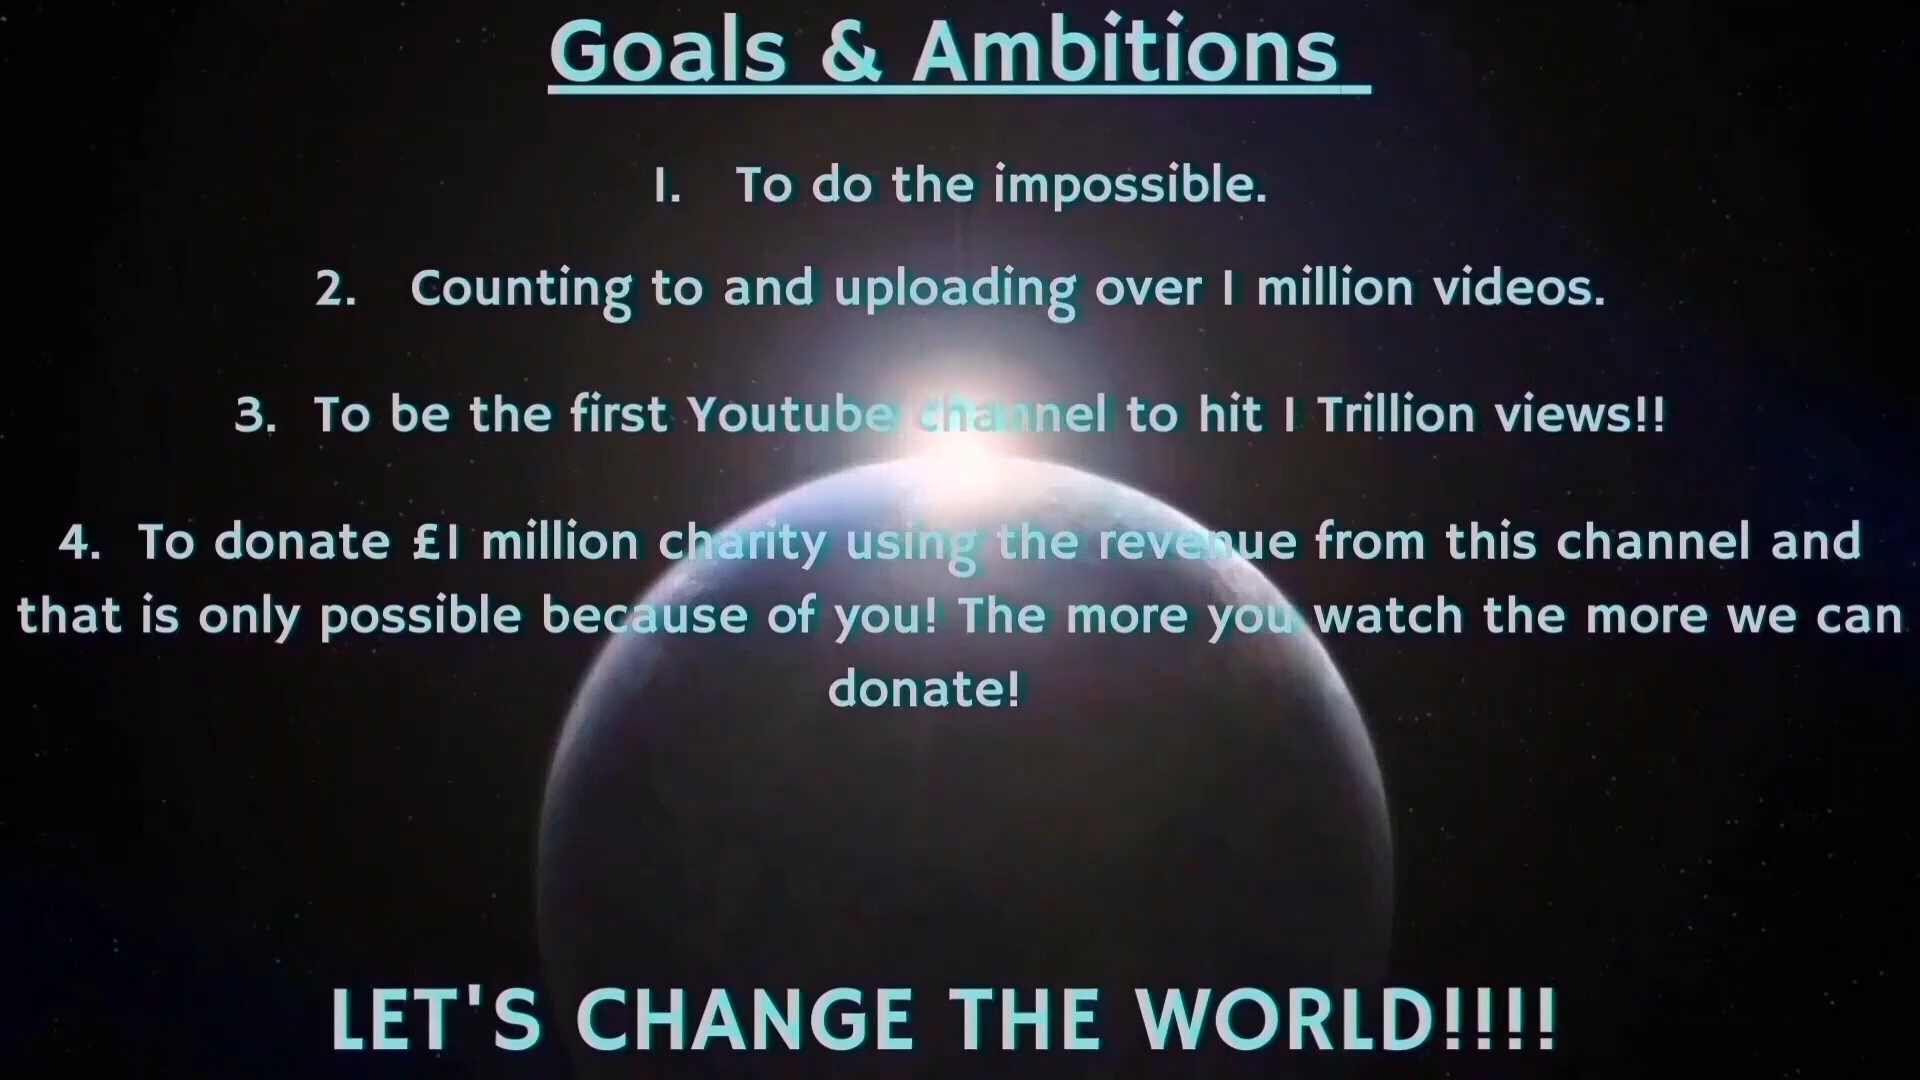 Goals & Ambitions
1. To do the impossible.
2. Counting to and uploading over 1 million videos.
3. To be the first Youtube channel to hit 1 Trillion views!!
4. To donate £1 million charity using the revenue from this channel and
that is only possible because of you! The more you watch the more we can
donate!
LET'S CHANGE THE WORLD!!!!